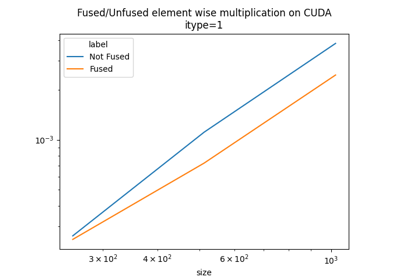 Fused/Unfused element wise multiplication on CUDA
itype=1
label
Not Fused
Fused
10⁻³
3 × 10² 4 × 10² 6 × 10² 10³
size